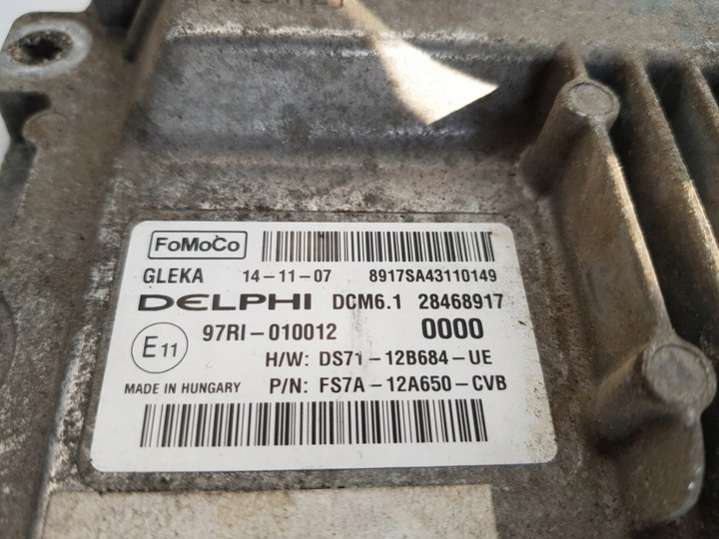 FoMoCo
GLEKA 14-11-07 8917SA43110149
DELPHI DCM6.1 28468917
E11 97RI-010012 0000
H/W: DS71-12B684-UE
MADE IN HUNGARY P/N: FS7A-12A650-CVB